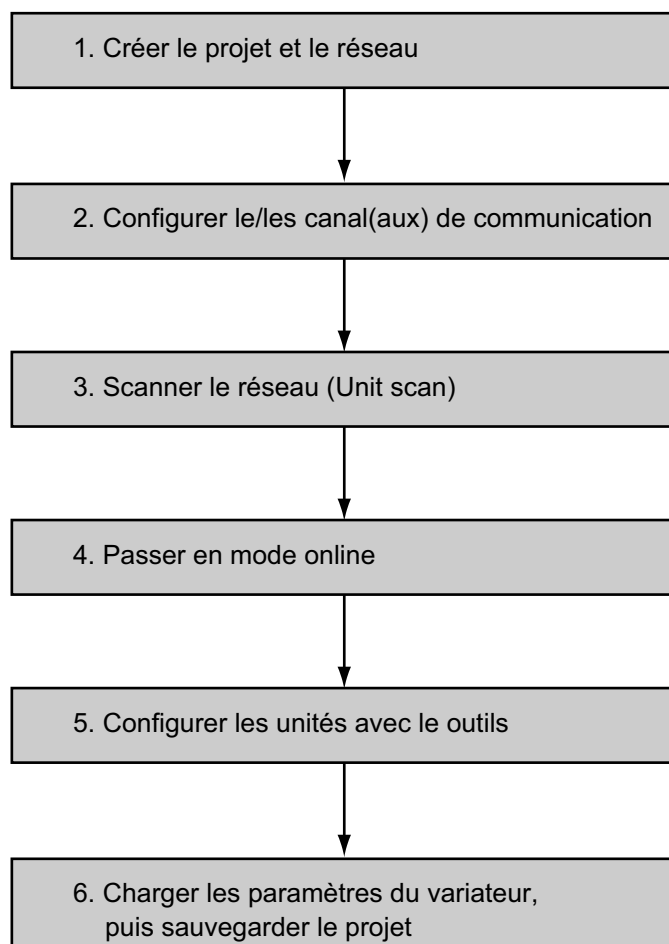 1. Créer le projet et le réseau
2. Configurer le/les canal(aux) de communication
3. Scanner le réseau (Unit scan)
4. Passer en mode online
5. Configurer les unités avec le outils
6. Charger les paramètres du variateur,
puis sauvegarder le projet